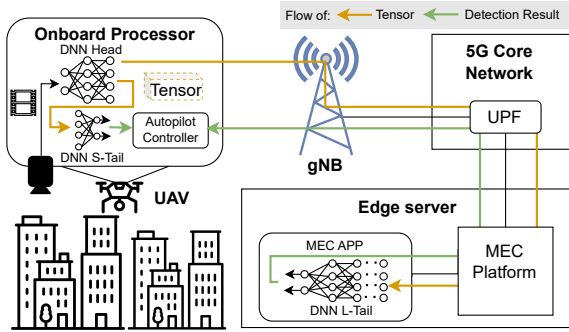 Flow of: Tensor Detection Result
Onboard Processor
DNN Head
Tensor
Autopilot
Controller
DNN S-Tail
UAV
gNB
5G Core
Network
UPF
Edge server
MEC APP
DNN L-Tail
MEC
Platform